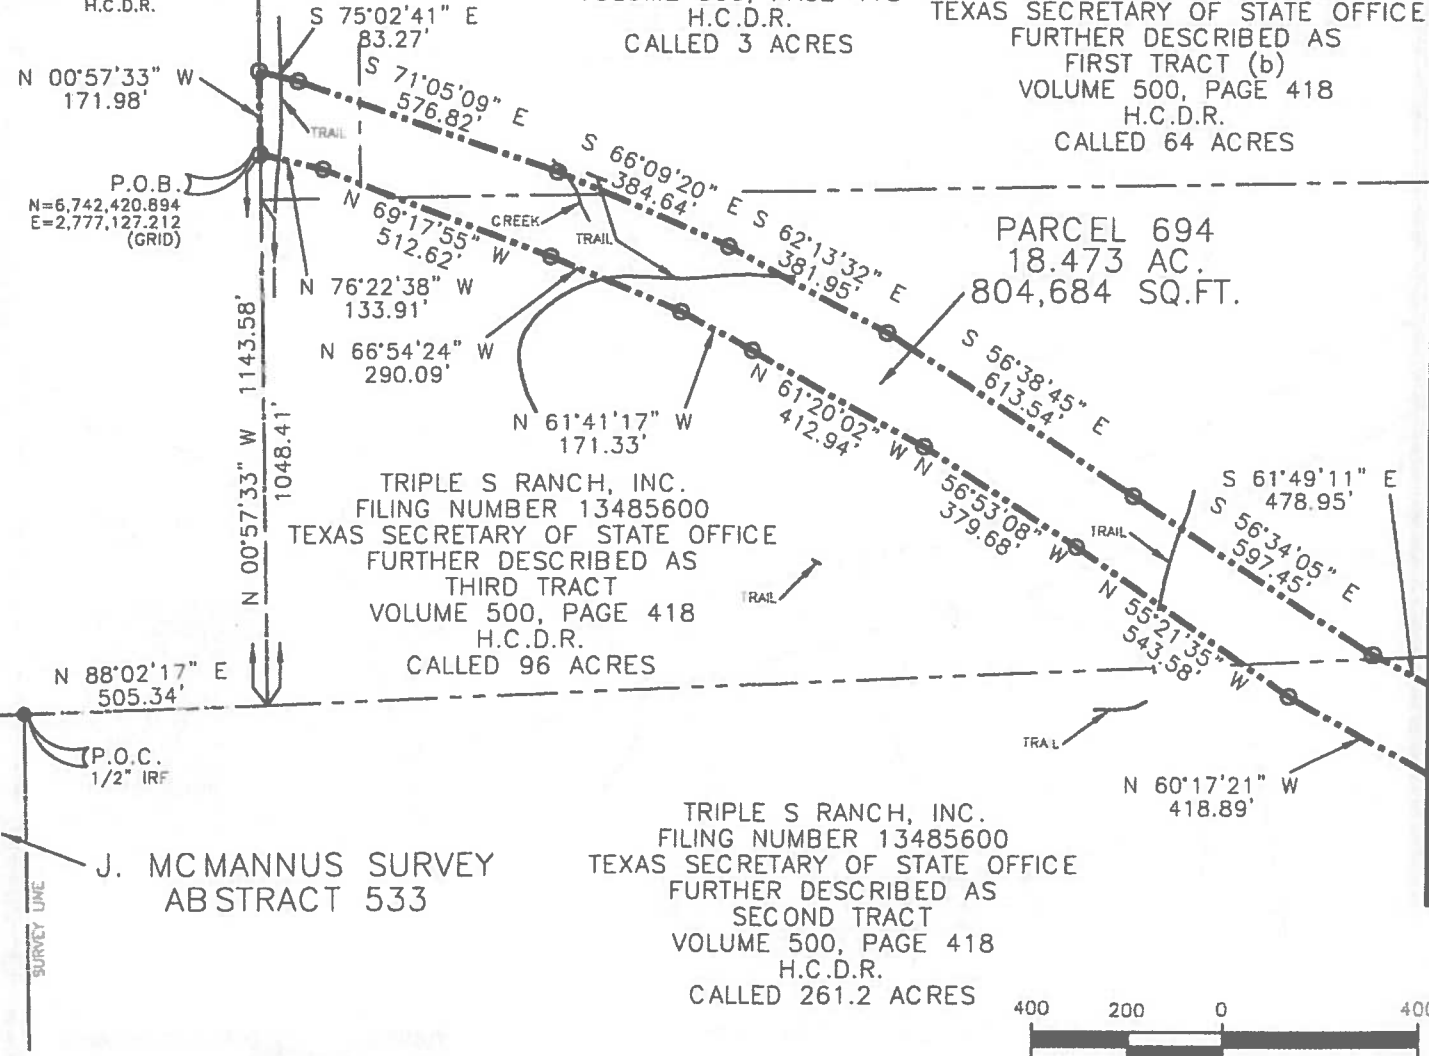 H.C.D.R.
S 75°02'41" E
83.27'
H.C.D.R.
CALLED 3 ACRES
TEXAS SECRETARY OF STATE OFFICE
FURTHER DESCRIBED AS
FIRST TRACT (b)
VOLUME 500, PAGE 418
H.C.D.R.
CALLED 64 ACRES
N 00°57'33" W
171.98'
TRAIL
S 71°05'09" E
576.82'
S 66°09'20" E
384.64'
S 62°13'32" E
381.95'
P.O.B.
N=6,742,420.894
E=2,777,127.212
(GRID)
N 69°17'55" W
512.62'
CREEK
TRAIL
PARCEL 694
18.473 AC.
804,684 SQ.FT.
N 76°22'38" W
133.91'
N 66°54'24" W
290.09'
N 61°41'17" W
171.33'
N 61°20'02" W
412.94'
S 56°38'45" E
613.54'
N 00°57'33" W 1143.58'
1048.41'
TRIPLE S RANCH, INC.
FILING NUMBER 13485600
TEXAS SECRETARY OF STATE OFFICE
FURTHER DESCRIBED AS
THIRD TRACT
VOLUME 500, PAGE 418
H.C.D.R.
CALLED 96 ACRES
N 56°53'08" W
379.68'
TRAIL
S 61°49'11" E
478.95'
S 56°34'05" E
597.45'
TRAIL
N 55°21'35" W
543.58'
N 88°02'17" E
505.34'
P.O.C.
1/2" IRF
TRAIL
N 60°17'21" W
418.89'
J. MCMANNUS SURVEY
ABSTRACT 533
SURVEY LINE
TRIPLE S RANCH, INC.
FILING NUMBER 13485600
TEXAS SECRETARY OF STATE OFFICE
FURTHER DESCRIBED AS
SECOND TRACT
VOLUME 500, PAGE 418
H.C.D.R.
CALLED 261.2 ACRES
400 200 0 400